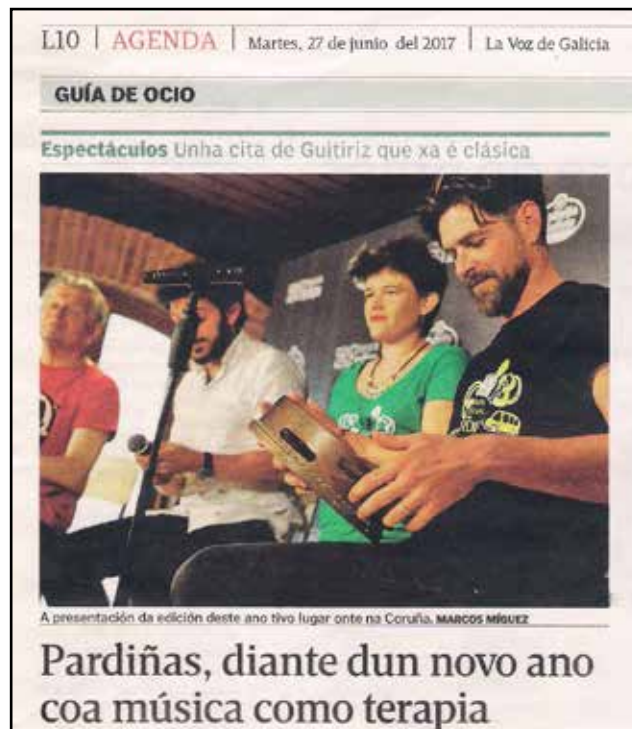 L10 | AGENDA | Martes, 27 de junio del 2017 | La Voz de Galicia
GUÍA DE OCIO
Espectáculos Unha cita de Guitiriz que xa é clásica
A presentación da edición deste ano tivo lugar onte na Coruña. MARCOS MÍGUEZ
Pardiñas, diante dun novo ano
coa música como terapia